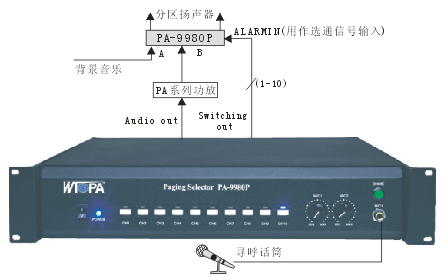 分区扬声器
PA-9980P
ALARMIN(用作选通信号输入)
A
B
背景音乐
PA系列功放
(1-10)
Audio out
Switching out
WTOPA
Paging Selector PA-9980P
POWER
寻呼话筒